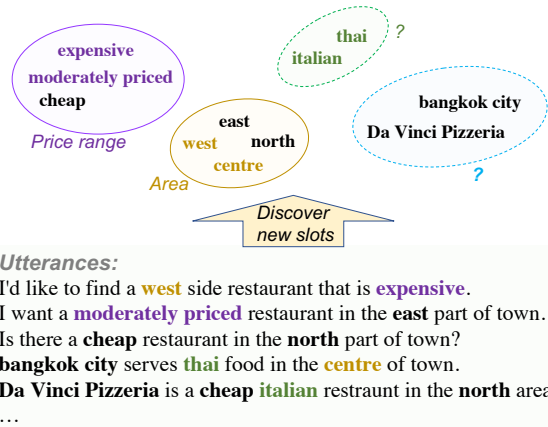 expensive
moderately priced
cheap
Price range
thai
italian
?
east
west
north
centre
Area
bangkok city
Da Vinci Pizzeria
?
Discover
new slots
Utterances:
I'd like to find a west side restaurant that is expensive.
I want a moderately priced restaurant in the east part of town.
Is there a cheap restaurant in the north part of town?
bangkok city serves thai food in the centre of town.
Da Vinci Pizzeria is a cheap italian restraunt in the north area
…